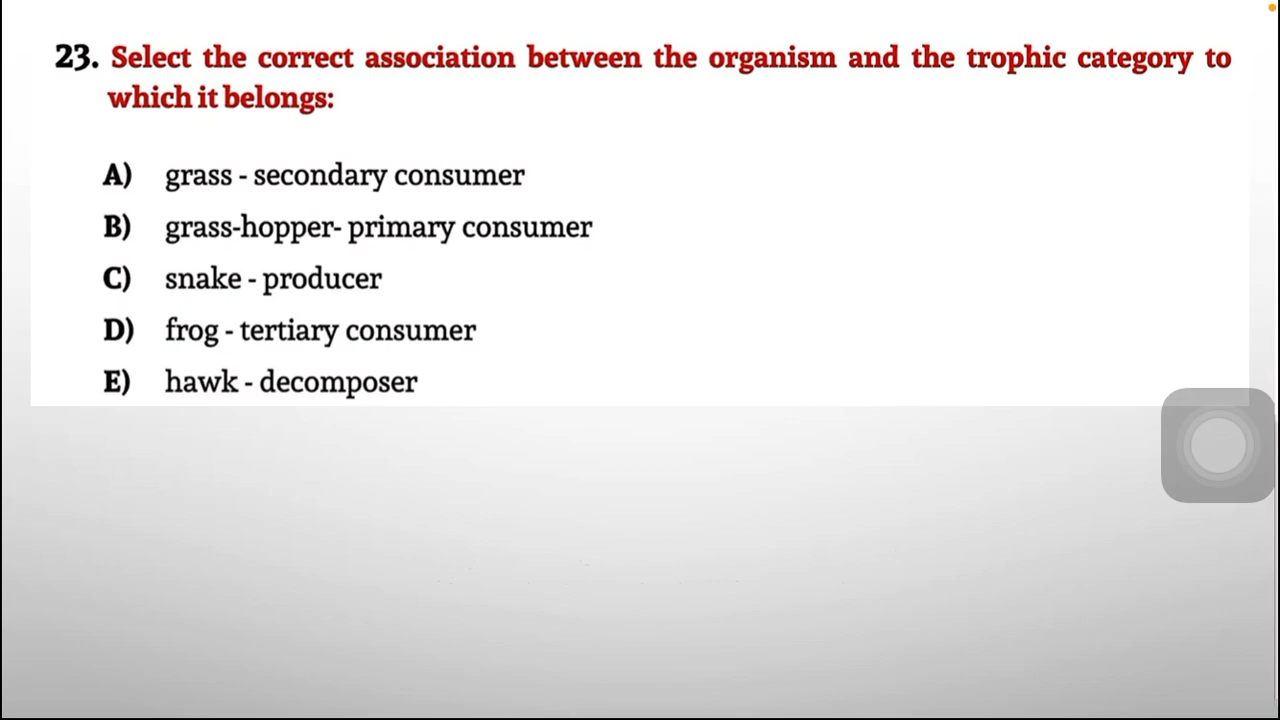 23. Select the correct association between the organism and the trophic category to
which it belongs:
A) grass - secondary consumer
B) grass-hopper- primary consumer
C) snake - producer
D) frog - tertiary consumer
E) hawk - decomposer